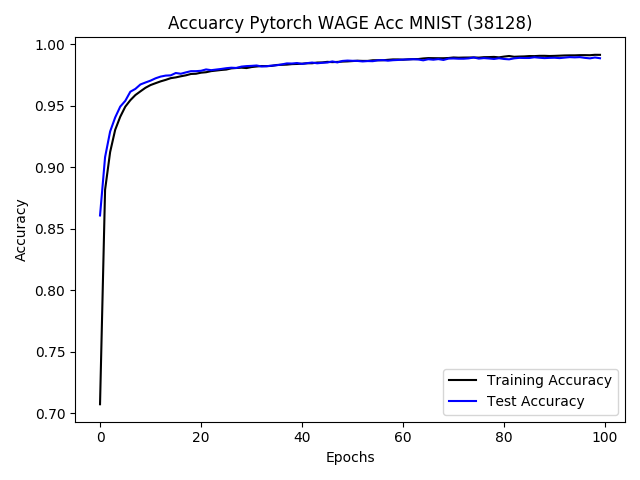 Accuarcy Pytorch WAGE Acc MNIST (38128)
1.00
0.95
0.90
0.85
0.80
0.75
0.70
Accuracy
0
20
40
60
80
100
Epochs
Training Accuracy
Test Accuracy